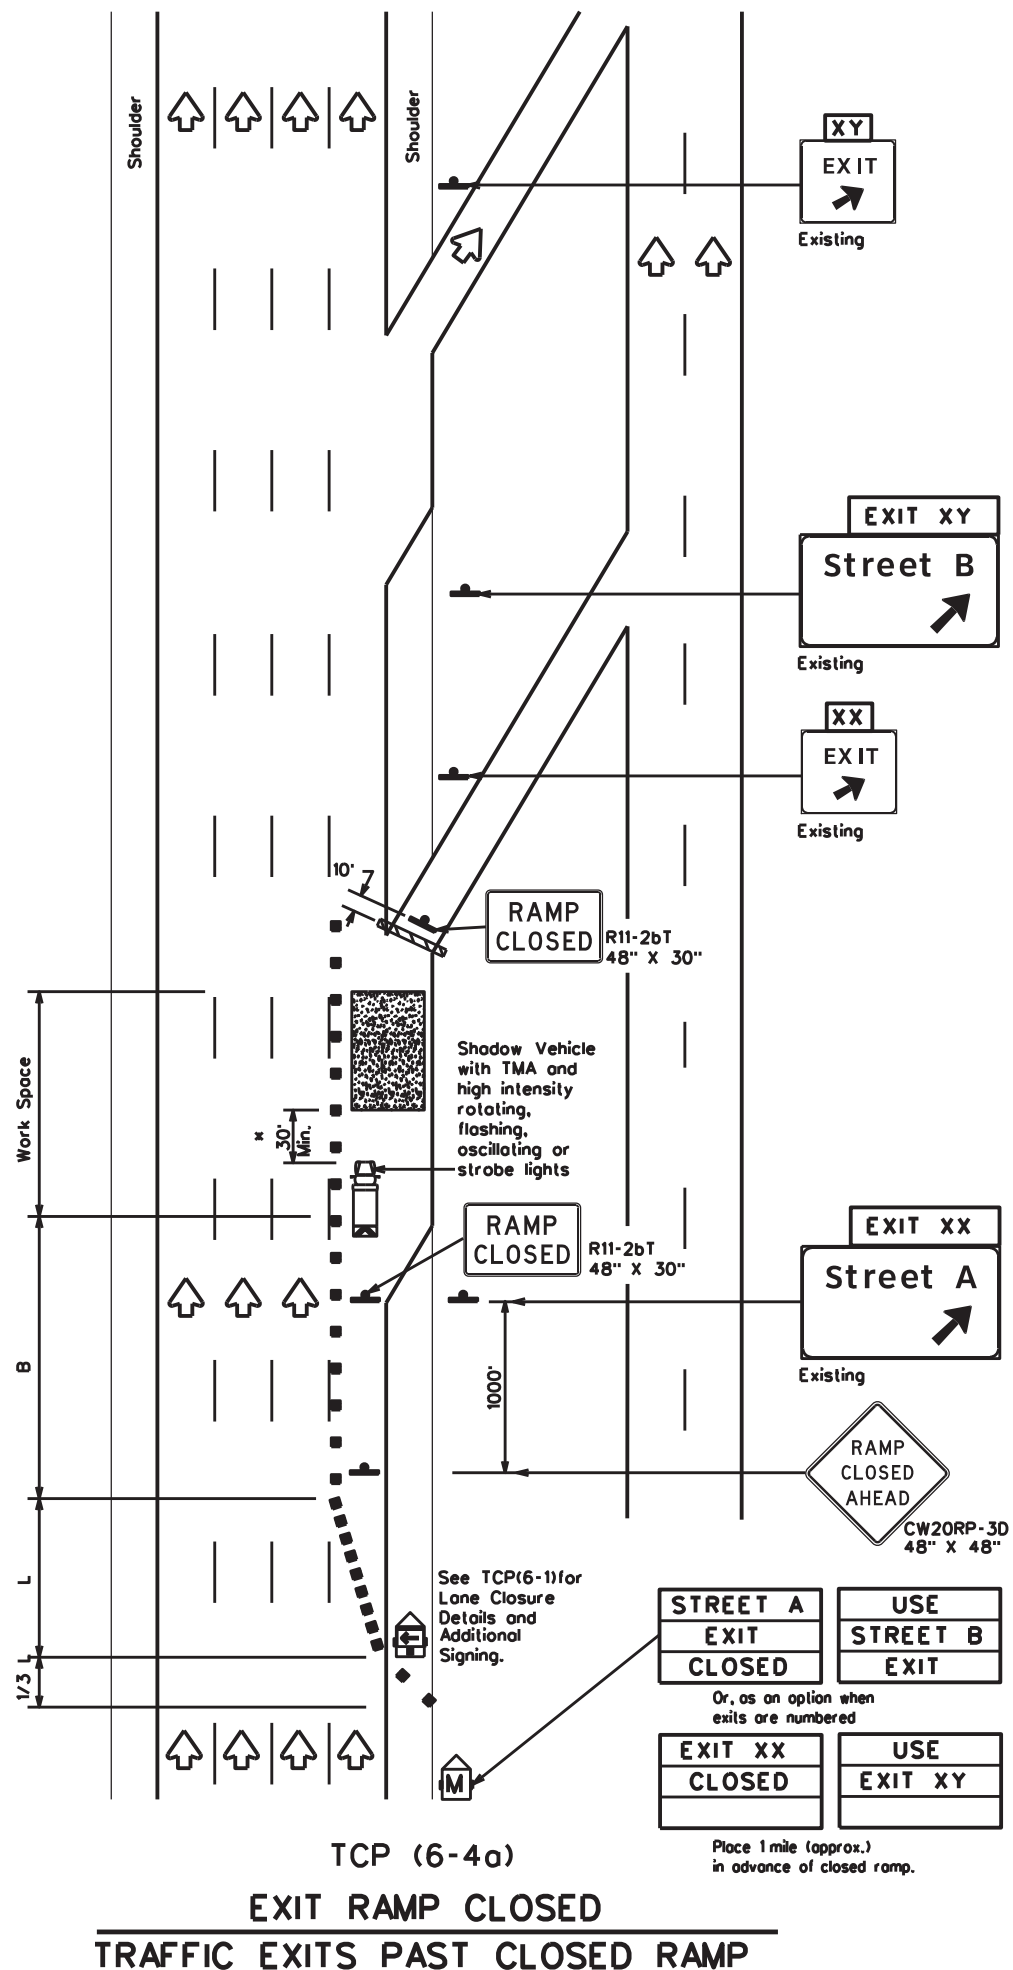 Shoulder
Shoulder
XY
EXIT
Existing
EXIT XY
Street B
Existing
XX
EXIT
Existing
10'
RAMP
CLOSED
R11-2bT
48" X 30"
Work Space
Shadow Vehicle
with TMA and
high intensity
rotating,
flashing,
oscillating or
strobe lights
x
30'
Min.
RAMP
CLOSED
R11-2bT
48" X 30"
EXIT XX
Street A
Existing
B
1000'
RAMP
CLOSED
AHEAD
CW20RP-3D
48" X 48"
L
See TCP(6-1)for
Lane Closure
Details and
Additional
Signing.
1/3 L
STREET A
EXIT
CLOSED
USE
STREET B
EXIT
Or, as an option when
exits are numbered
EXIT XX
CLOSED
USE
EXIT XY
M
Place 1 mile (approx.)
in advance of closed ramp.
TCP (6-4a)
EXIT RAMP CLOSED
TRAFFIC EXITS PAST CLOSED RAMP